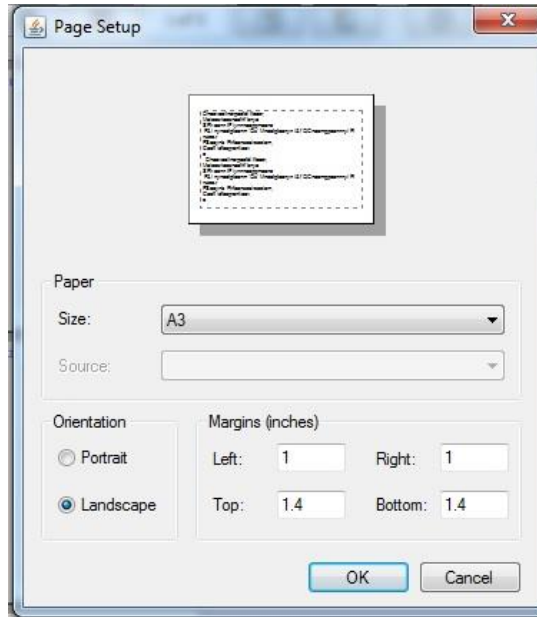 Page Setup
Paper
Size: A3
Source:
Orientation
Portrait
Landscape
Margins (inches)
Left: 1 Right: 1
Top: 1.4 Bottom: 1.4
OK Cancel